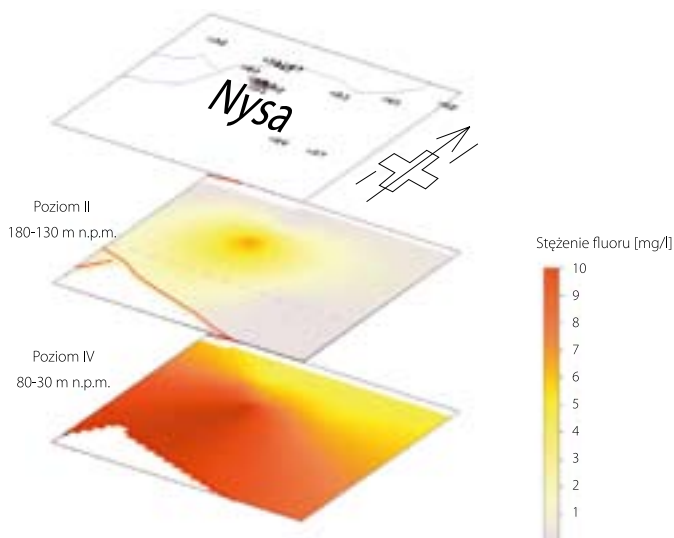 Nysa
Poziom II
180-130 m n.p.m.
Stężenie fluoru [mg/l]
10
9
8
7
6
5
4
3
2
1
Poziom IV
80-30 m n.p.m.